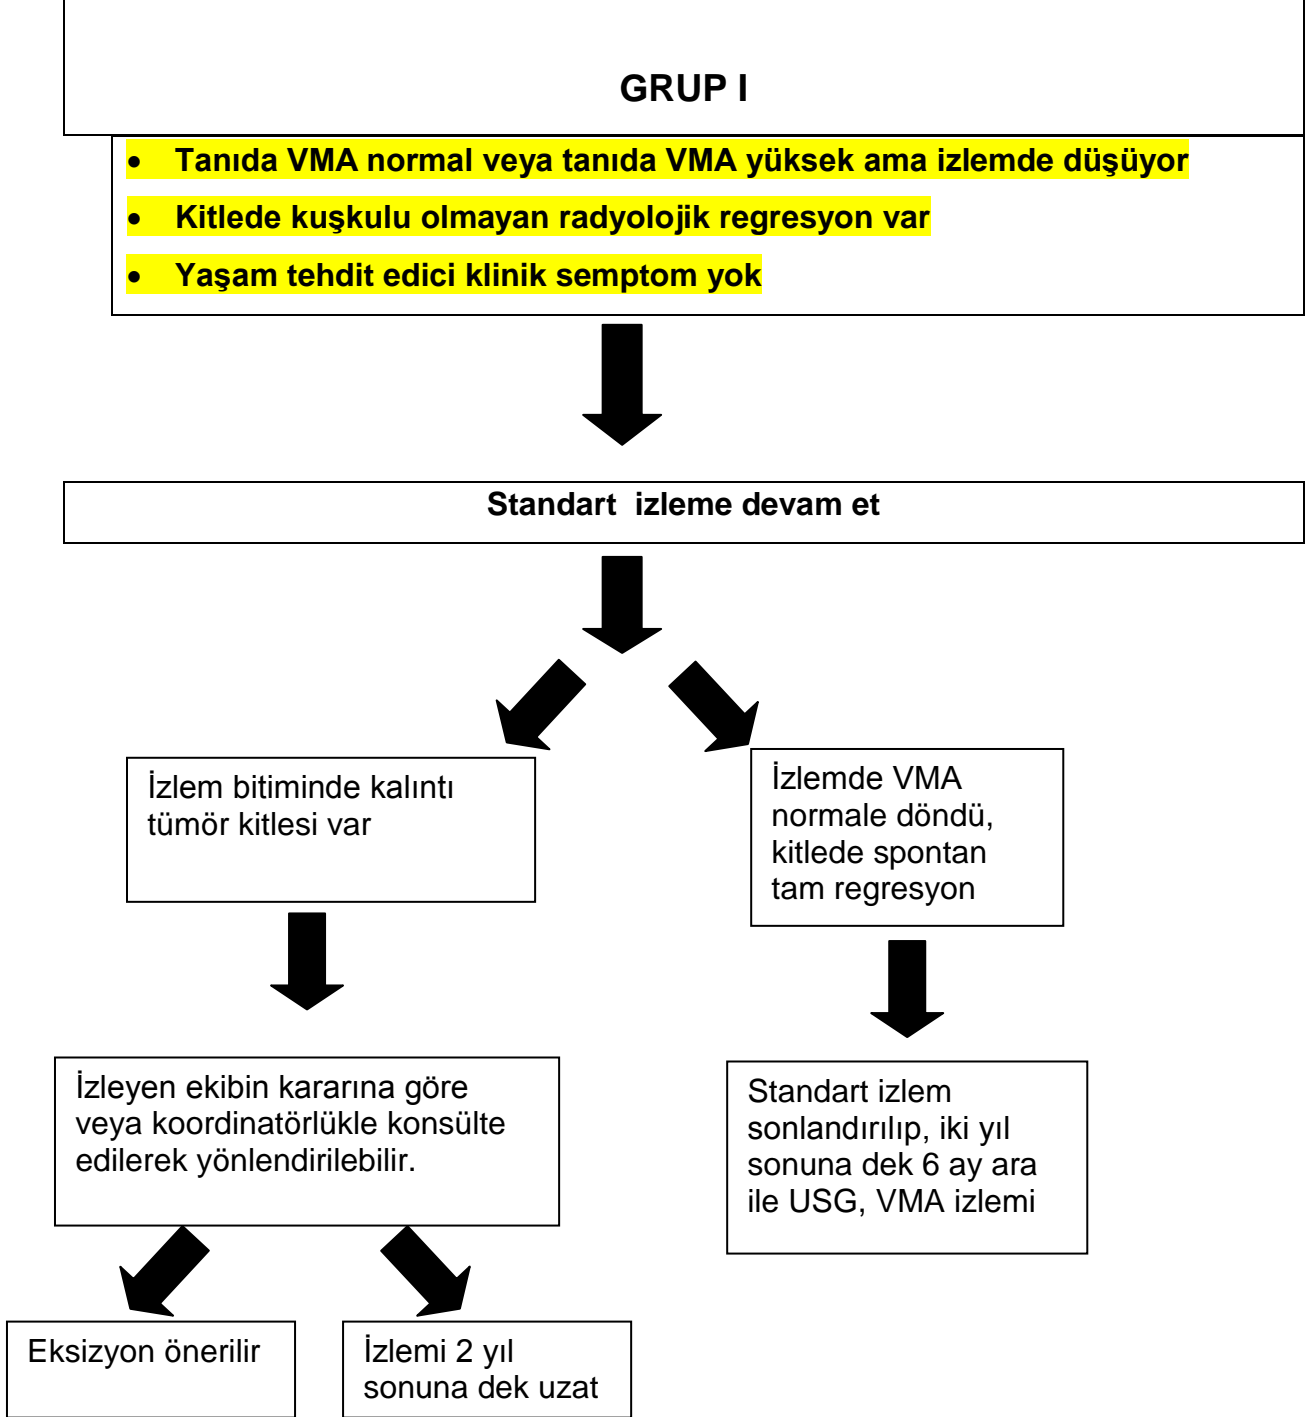 GRUP I
• Tanıda VMA normal veya tanıda VMA yüksek ama izlemde düşüyor
• Kitlede kuşkulu olmayan radyolojik regresyon var
• Yaşam tehdit edici klinik semptom yok
Standart izleme devam et
İzlem bitiminde kalıntı
tümör kitlesi var
İzlemde VMA
normale döndü,
kitlede spontan
tam regresyon
İzleyen ekibin kararına göre
veya koordinatörlükle konsülte
edilerek yönlendirilebilir.
Standart izlem
sonlandırılıp, iki yıl
sonuna dek 6 ay ara
ile USG, VMA izlemi
Eksizyon önerilir
İzlemi 2 yıl
sonuna dek uzat